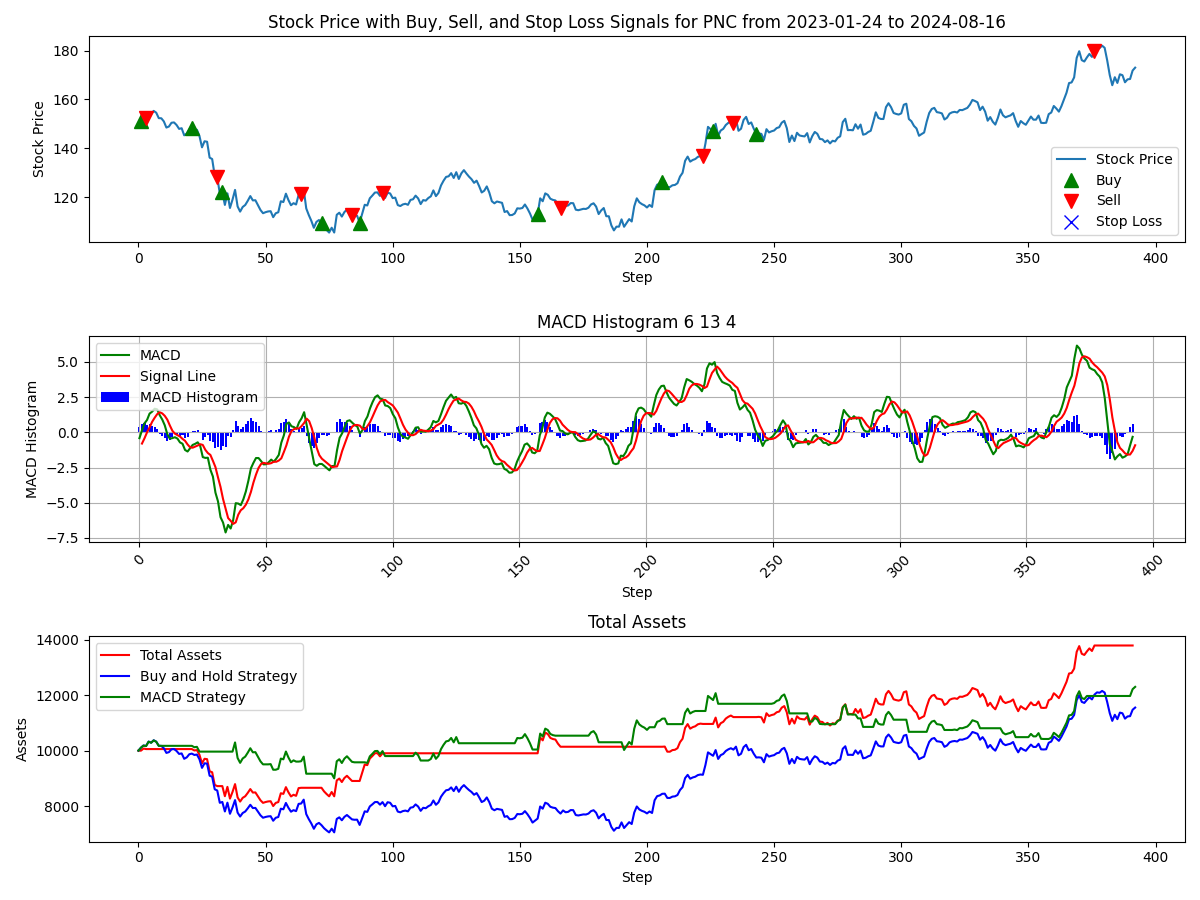 Stock Price with Buy, Sell, and Stop Loss Signals for PNC from 2023-01-24 to 2024-08-16
180
160
140
120
Stock Price
Stock Price
Buy
Sell
Stop Loss
0 50 100 150 200 250 300 350 400
Step
MACD Histogram 6 13 4
5.0
2.5
0.0
−2.5
−5.0
−7.5
MACD Histogram
MACD
Signal Line
MACD Histogram
0 50 100 150 200 250 300 350 400
Step
Total Assets
14000
12000
10000
8000
Assets
Total Assets
Buy and Hold Strategy
MACD Strategy
0 50 100 150 200 250 300 350 400
Step